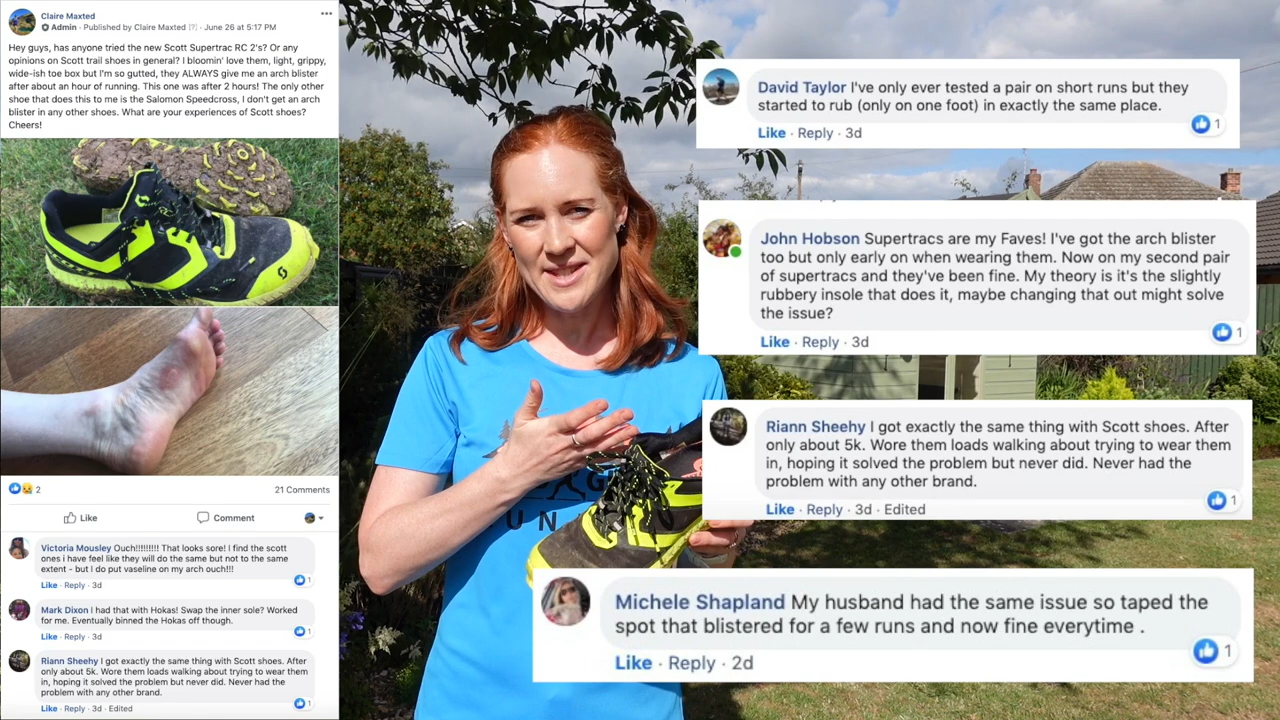 Claire Maxted
Admin · Published by Claire Maxted [?] · June 26 at 5:17 PM
Hey guys, has anyone tried the new Scott Supertrac RC 2's? Or any
opinions on Scott trail shoes in general? I bloomin' love them, light, grippy,
wide-ish toe box but I'm so gutted, they ALWAYS give me an arch blister
after about an hour of running. This one was after 2 hours! The only other
shoe that does this to me is the Salomon Speedcross, I don't get an arch
blister in any other shoes. What are your experiences of Scott shoes?
Cheers!
2
21 Comments
Like
Comment
Victoria Mousley Ouch!!!!!!!!! That looks sore! I find the scott
ones i have feel like they will do the same but not to the same
extent - but I do put vaseline on my arch ouch!!!
1
Like · Reply · 3d
Mark Dixon I had that with Hokas! Swap the inner sole? Worked
for me. Eventually binned the Hokas off though.
1
Like · Reply · 3d
Riann Sheehy I got exactly the same thing with Scott shoes. After
only about 5k. Wore them loads walking about trying to wear them
in, hoping it solved the problem but never did. Never had the
problem with any other brand.
1
Like · Reply · 3d · Edited
David Taylor I've only ever tested a pair on short runs but they
started to rub (only on one foot) in exactly the same place.
1
Like · Reply · 3d
John Hobson Supertracs are my Faves! I've got the arch blister
too but only early on when wearing them. Now on my second pair
of supertracs and they've been fine. My theory is it's the slightly
rubbery insole that does it, maybe changing that out might solve
the issue?
1
Like · Reply · 3d
Riann Sheehy I got exactly the same thing with Scott shoes. After
only about 5k. Wore them loads walking about trying to wear them
in, hoping it solved the problem but never did. Never had the
problem with any other brand.
1
Like · Reply · 3d · Edited
Michele Shapland My husband had the same issue so taped the
spot that blistered for a few runs and now fine everytime .
1
Like · Reply · 2d